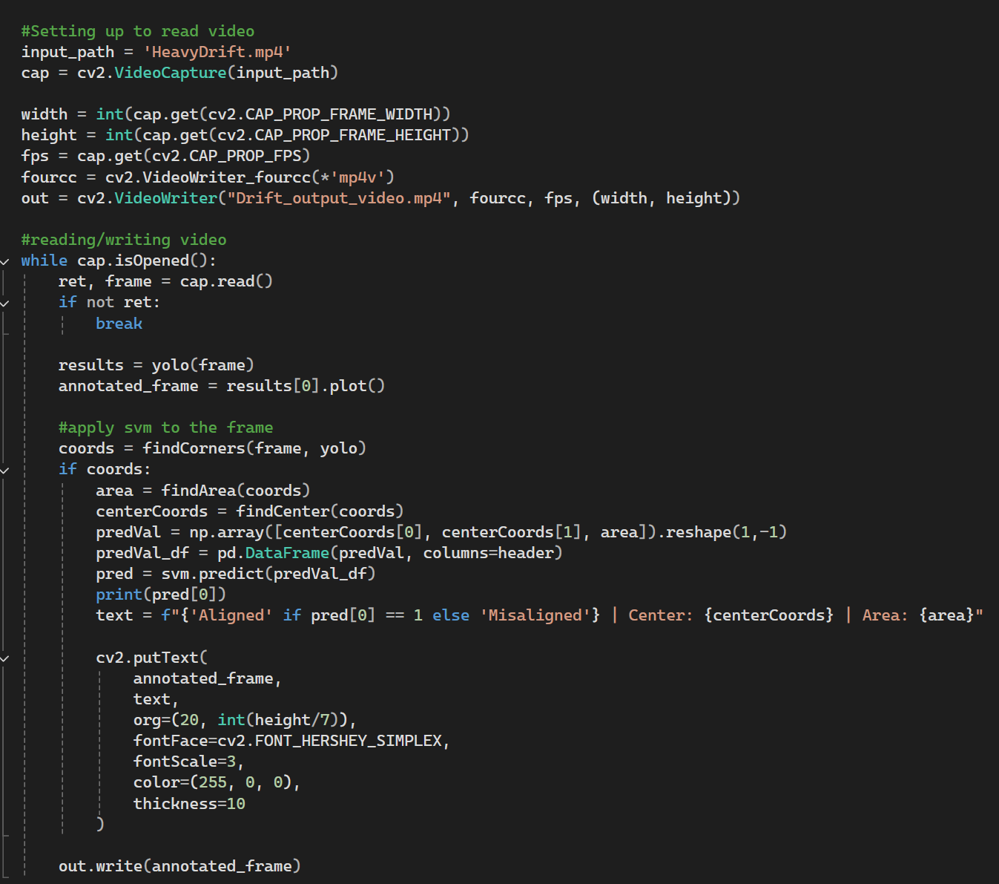 #Setting up to read video
input_path = 'HeavyDrift.mp4'
cap = cv2.VideoCapture(input_path)

width = int(cap.get(cv2.CAP_PROP_FRAME_WIDTH))
height = int(cap.get(cv2.CAP_PROP_FRAME_HEIGHT))
fps = cap.get(cv2.CAP_PROP_FPS)
fourcc = cv2.VideoWriter_fourcc(*'mp4v')
out = cv2.VideoWriter("Drift_output_video.mp4", fourcc, fps, (width, height))

#reading/writing video
while cap.isOpened():
    ret, frame = cap.read()
    if not ret:
        break

    results = yolo(frame)
    annotated_frame = results[0].plot()

    #apply svm to the frame
    coords = findCorners(frame, yolo)
    if coords:
        area = findArea(coords)
        centerCoords = findCenter(coords)
        predVal = np.array([centerCoords[0], centerCoords[1], area]).reshape(1,-1)
        predVal_df = pd.DataFrame(predVal, columns=header)
        pred = svm.predict(predVal_df)
        print(pred[0])
        text = f"{'Aligned' if pred[0] == 1 else 'Misaligned'} | Center: {centerCoords} | Area: {area}"

        cv2.putText(
            annotated_frame,
            text,
            org=(20, int(height/7)),
            fontFace=cv2.FONT_HERSHEY_SIMPLEX,
            fontScale=3,
            color=(255, 0, 0),
            thickness=10
        )

    out.write(annotated_frame)